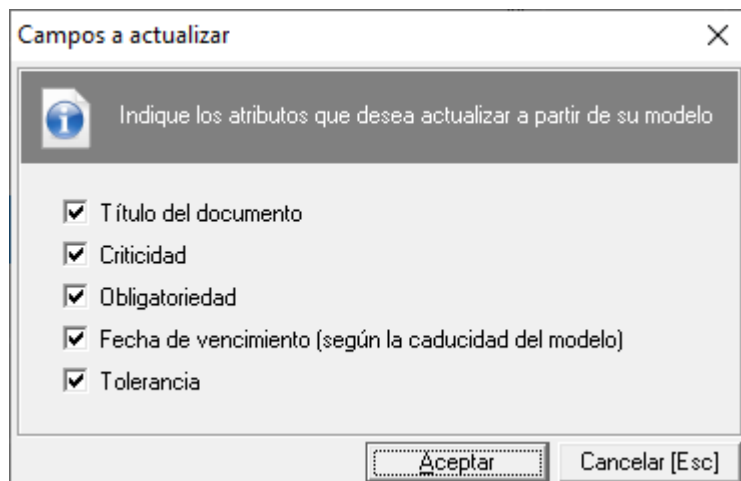 Campos a actualizar
Indique los atributos que desea actualizar a partir de su modelo
Título del documento
Criticidad
Obligatoriedad
Fecha de vencimiento (según la caducidad del modelo)
Tolerancia
Aceptar
Cancelar [Esc]